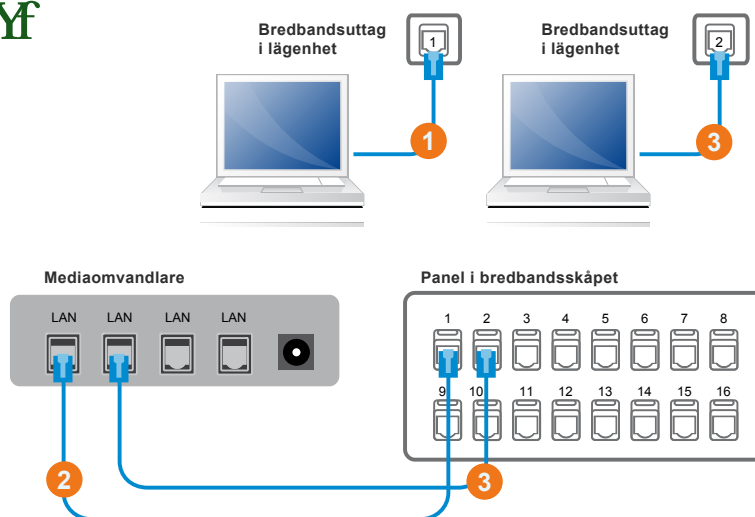 Yf
Bredbandsuttag
i lägenhet
1
Bredbandsuttag
i lägenhet
2
1
3
Mediaomvandlare
LAN LAN LAN LAN
Panel i bredbandsskåpet
1 2 3 4 5 6 7 8
9 10 11 12 13 14 15 16
2
3